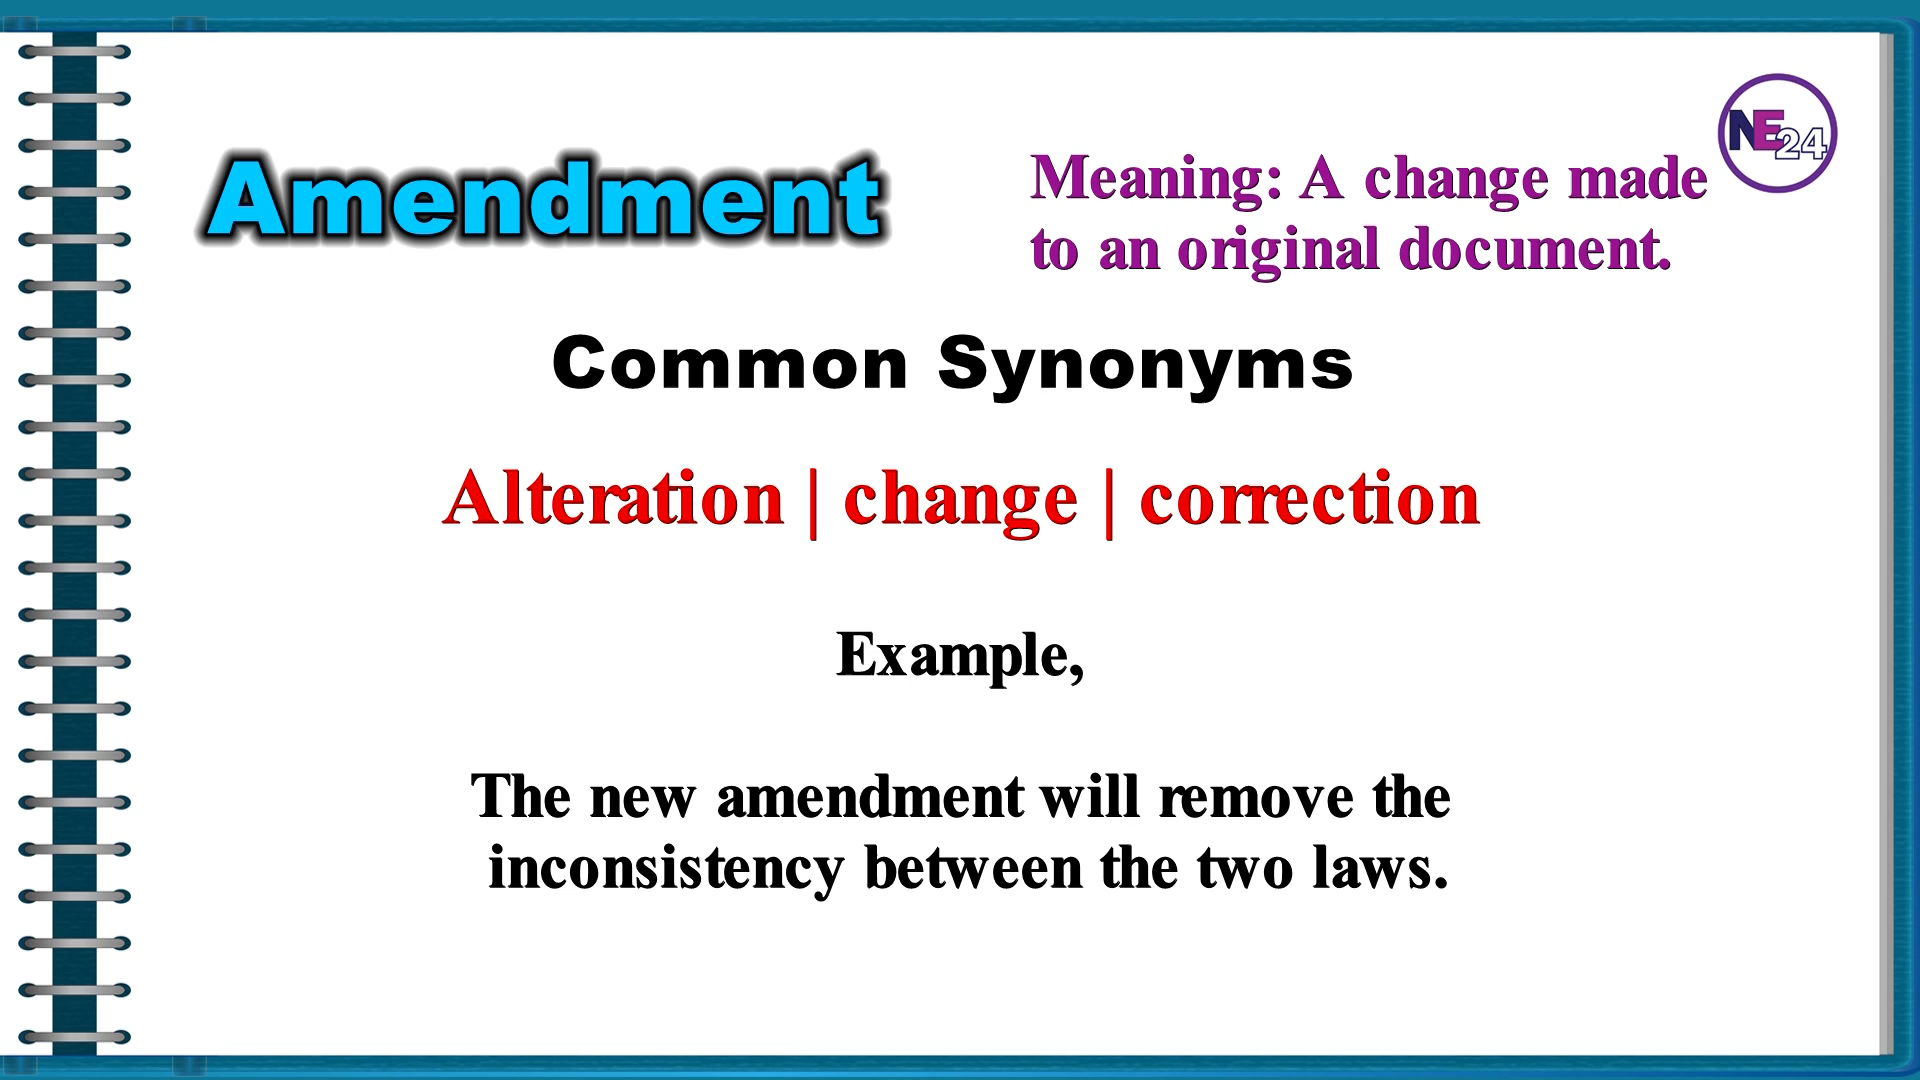 Amendment
Meaning: A change made
to an original document.
NE24
Common Synonyms
Alteration | change | correction
Example,
The new amendment will remove the
inconsistency between the two laws.